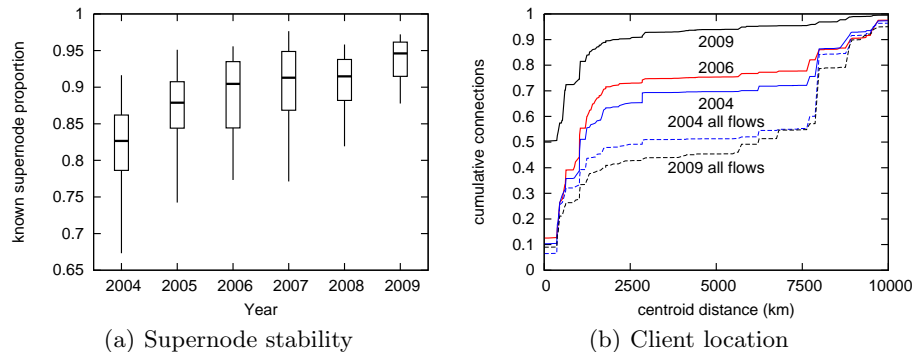 known supernode proportion
1
0.95
0.9
0.85
0.8
0.75
0.7
0.65
2004 2005 2006 2007 2008 2009
Year
(a) Supernode stability
cumulative connections
1
0.9
0.8
0.7
0.6
0.5
0.4
0.3
0.2
0.1
0
2009
2006
2004
2004 all flows
2009 all flows
0 2500 5000 7500 10000
centroid distance (km)
(b) Client location